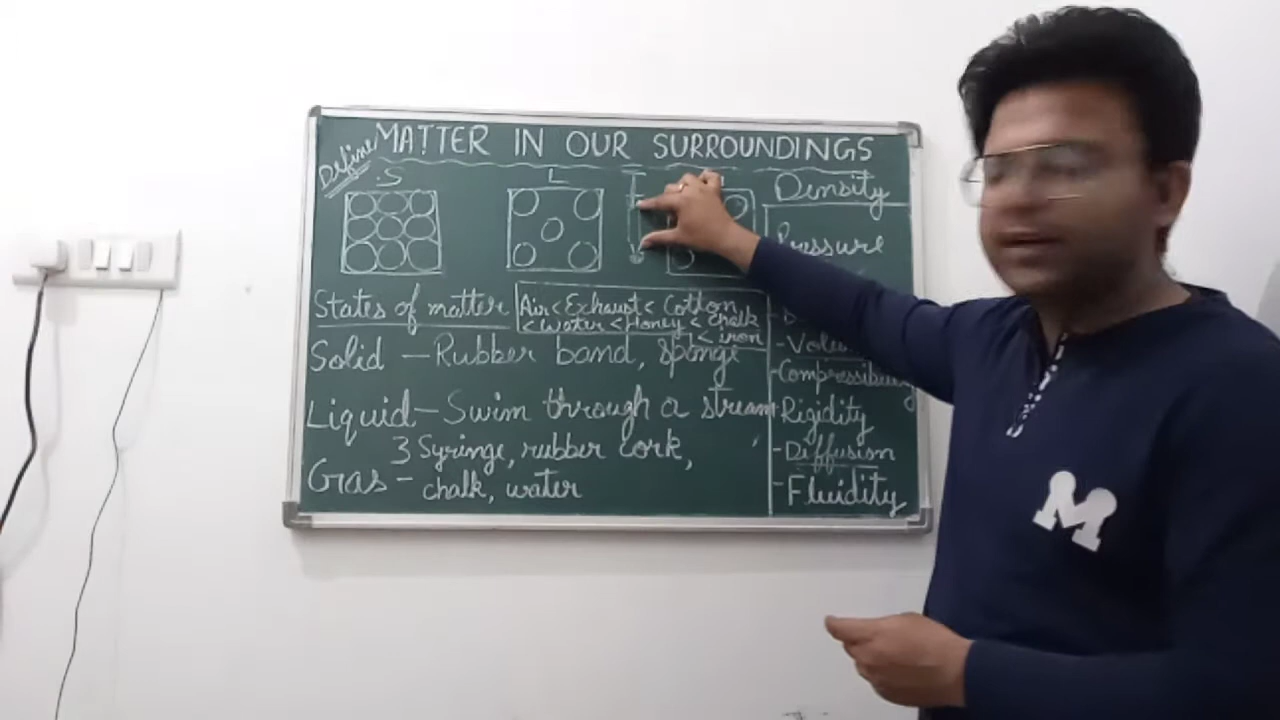 Define MATTER IN OUR SURROUNDINGS
S
L
Density
Pressure
States of matter
Air < Exhaust < Cotton
< Water < Honey < Chalk
< iron
Solid - Rubber band, sponge
Liquid - Swim through a stream
3 Syringe, rubber cork,
Gas - chalk, water
- Compressibility
- Rigidity
- Diffusion
- Fluidity
M